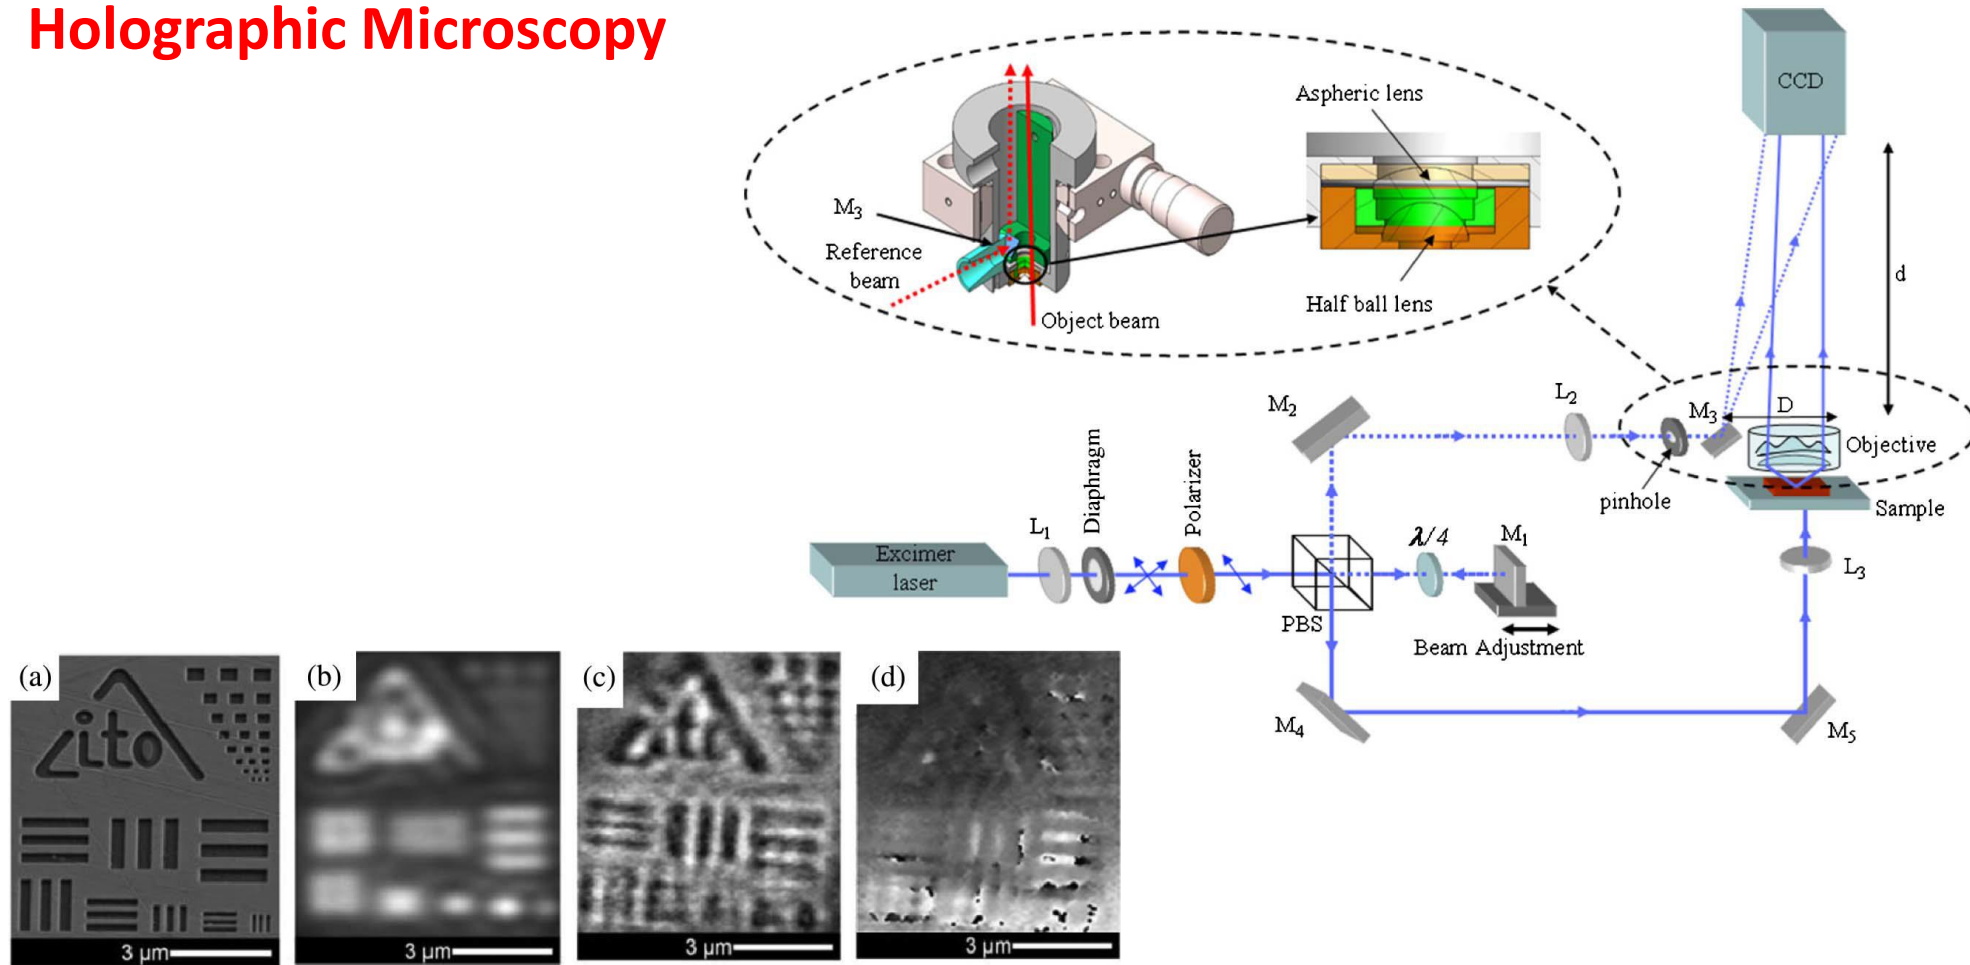 Holographic Microscopy
CCD
Aspheric lens
M3
Reference
beam
Half ball lens
Object beam
d
M2
L2
M3
D
Objective
pinhole
Sample
Diaphragm
Polarizer
L1
Excimer
laser
λ/4
M1
L3
PBS
Beam Adjustment
M4
M5
(a)
(b)
(c)
(d)
Lito
3 μm
3 μm
3 μm
3 μm